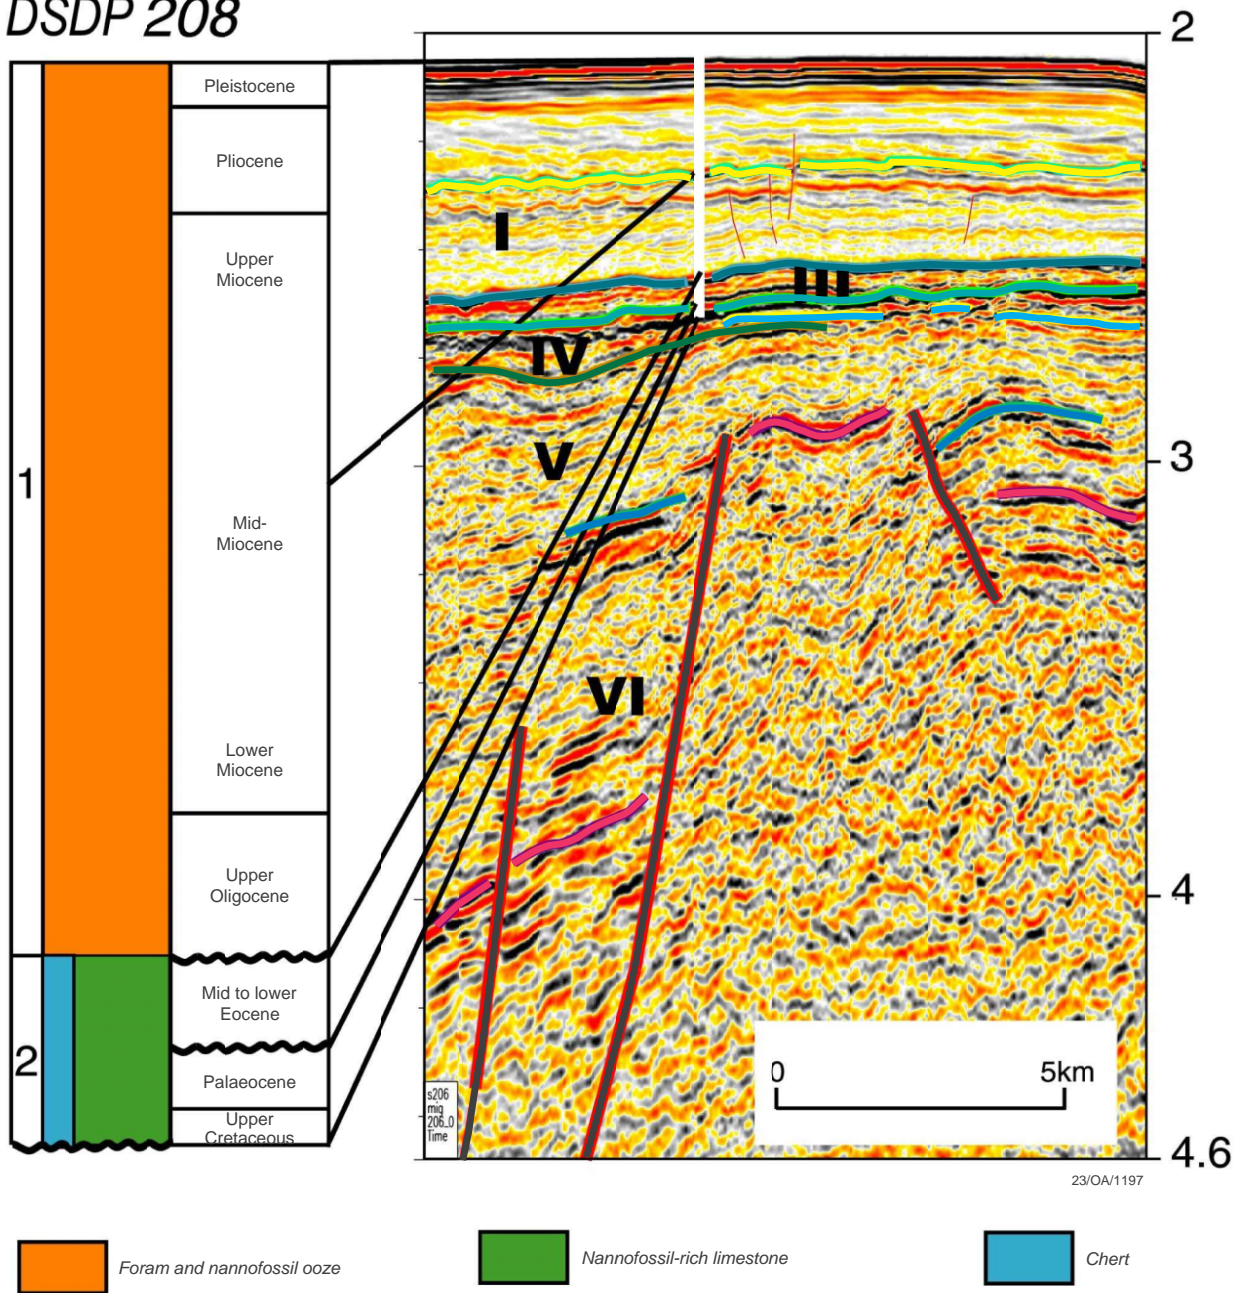 DSDP 208
2
Pleistocene
Pliocene
Upper
Miocene
I
III
IV
1
V
3
Mid-
Miocene
VI
Lower
Miocene
Upper
Oligocene
4
Mid to lower
Eocene
2
Palaeocene
Upper
Cretaceous
s206
mig
206_0
Time
0 5km
4.6
23/OA/1197
Foram and nannofossil ooze
Nannofossil-rich limestone
Chert